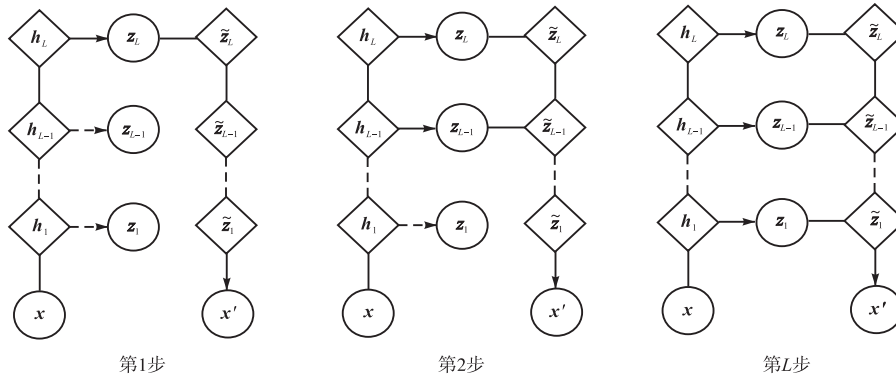 h_L z_L z̃_L h_L z_L z̃_L h_L z_L z̃_L
h_{L-1} z_{L-1} z̃_{L-1} h_{L-1} z_{L-1} z̃_{L-1} h_{L-1} z_{L-1} z̃_{L-1}
h_1 z_1 z̃_1 h_1 z_1 z̃_1 h_1 z_1 z̃_1
x x′ x x′ x x′
第1步 第2步 第L步